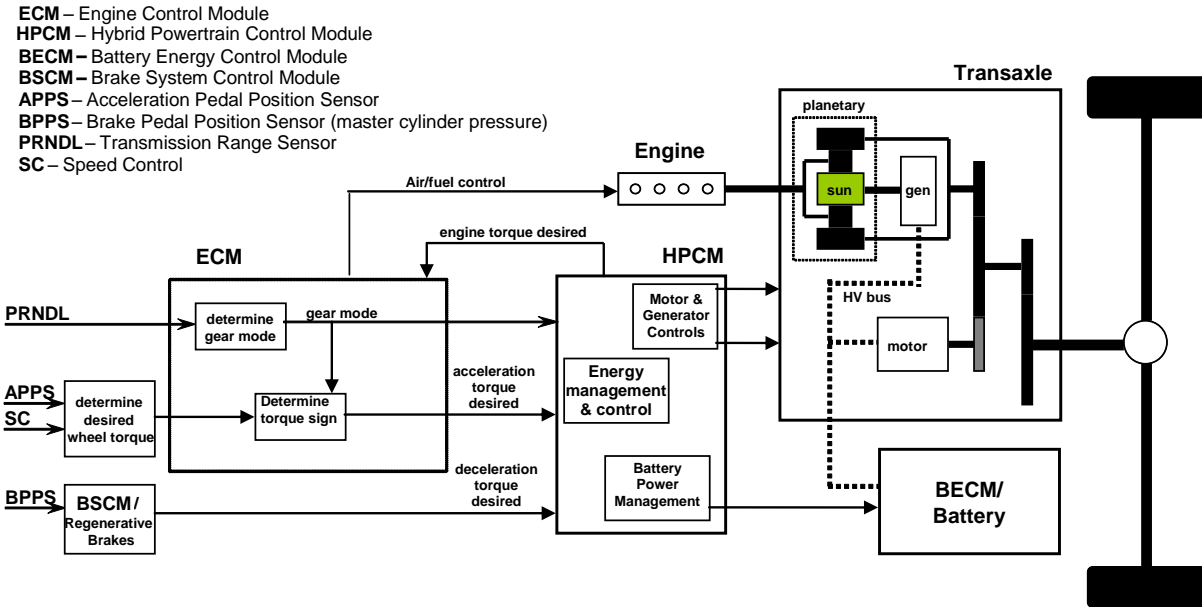 ECM – Engine Control Module
HPCM – Hybrid Powertrain Control Module
BECM – Battery Energy Control Module
BSCM – Brake System Control Module
APPS – Acceleration Pedal Position Sensor
BPPS – Brake Pedal Position Sensor (master cylinder pressure)
PRNDL – Transmission Range Sensor
SC – Speed Control
Transaxle
planetary
Engine
sun
gen
Air/fuel control
engine torque desired
ECM
HPCM
HV bus
PRNDL
determine
gear mode
gear mode
Motor &
Generator
Controls
motor
APPS
SC
determine
desired
wheel torque
Determine
torque sign
acceleration
torque
desired
Energy
management
& control
BPPS
BSCM /
Regenerative
Brakes
deceleration
torque
desired
Battery
Power
Management
BECM/
Battery